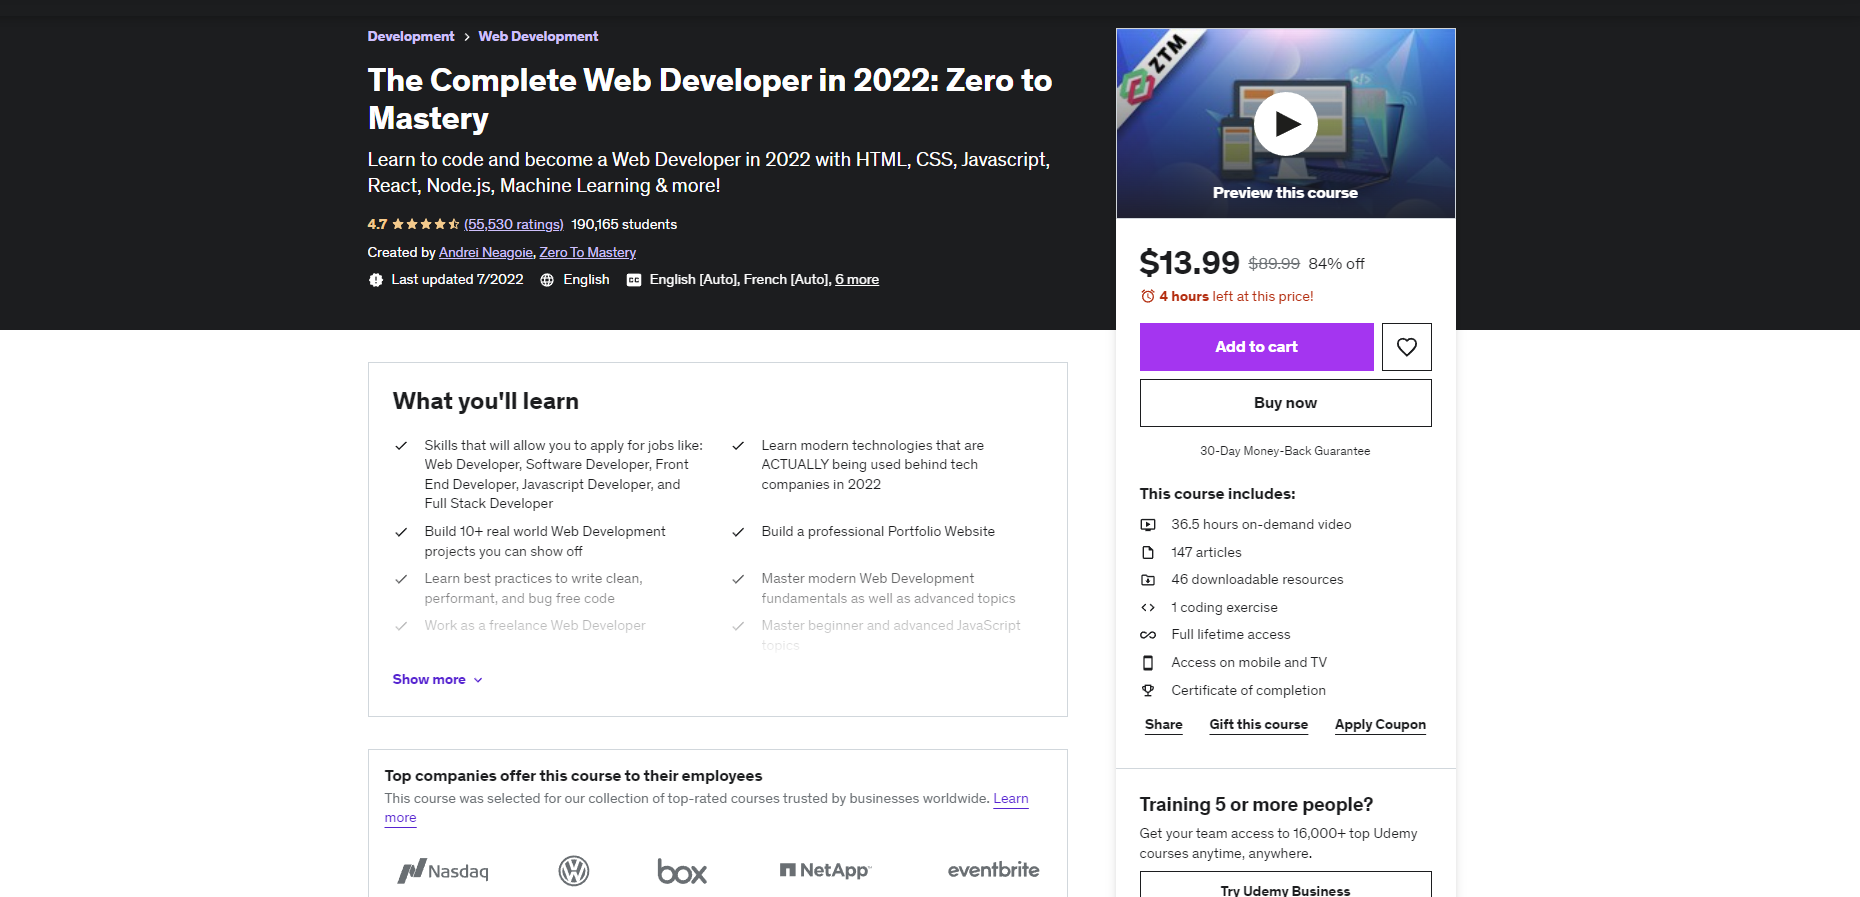 Development > Web Development
The Complete Web Developer in 2022: Zero to
Mastery
Learn to code and become a Web Developer in 2022 with HTML, CSS, Javascript,
React, Node.js, Machine Learning & more!
4.7 (55,530 ratings) 190,165 students
Created by Andrei Neagoie, Zero To Mastery
Last updated 7/2022 English CC English [Auto], French [Auto], 6 more
What you'll learn
Skills that will allow you to apply for jobs like:
Web Developer, Software Developer, Front
End Developer, Javascript Developer, and
Full Stack Developer
Learn modern technologies that are
ACTUALLY being used behind tech
companies in 2022
Build 10+ real world Web Development
projects you can show off
Build a professional Portfolio Website
Learn best practices to write clean,
performant, and bug free code
Master modern Web Development
fundamentals as well as advanced topics
Work as a freelance Web Developer
Master beginner and advanced JavaScript
topics
Show more
Top companies offer this course to their employees
This course was selected for our collection of top-rated courses trusted by businesses worldwide. Learn
more
Nasdaq
box
NetApp
eventbrite
ZTM
Preview this course
$13.99 $89.99 84% off
4 hours left at this price!
Add to cart
Buy now
30-Day Money-Back Guarantee
This course includes:
36.5 hours on-demand video
147 articles
46 downloadable resources
1 coding exercise
Full lifetime access
Access on mobile and TV
Certificate of completion
Share Gift this course Apply Coupon
Training 5 or more people?
Get your team access to 16,000+ top Udemy
courses anytime, anywhere.
Try Udemy Business